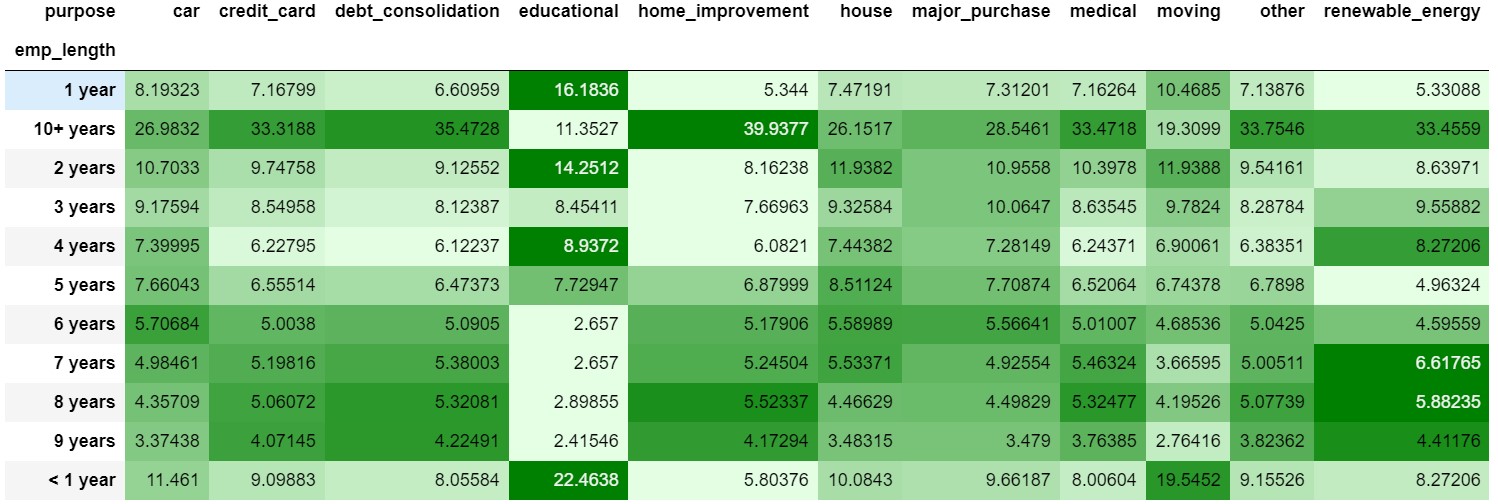 purpose car credit_card debt_consolidation educational home_improvement house major_purchase medical moving other renewable_energy
emp_length
1 year 8.19323 7.16799 6.60959 16.1836 5.344 7.47191 7.31201 7.16264 10.4685 7.13876 5.33088
10+ years 26.9832 33.3188 35.4728 11.3527 39.9377 26.1517 28.5461 33.4718 19.3099 33.7546 33.4559
2 years 10.7033 9.74758 9.12552 14.2512 8.16238 11.9382 10.9558 10.3978 11.9388 9.54161 8.63971
3 years 9.17594 8.54958 8.12387 8.45411 7.66963 9.32584 10.0647 8.63545 9.7824 8.28784 9.55882
4 years 7.39995 6.22795 6.12237 8.9372 6.0821 7.44382 7.28149 6.24371 6.90061 6.38351 8.27206
5 years 7.66043 6.55514 6.47373 7.72947 6.87999 8.51124 7.70874 6.52064 6.74378 6.7898 4.96324
6 years 5.70684 5.0038 5.0905 2.657 5.17906 5.58989 5.56641 5.01007 4.68536 5.0425 4.59559
7 years 4.98461 5.19816 5.38003 2.657 5.24504 5.53371 4.92554 5.46324 3.66595 5.00511 6.61765
8 years 4.35709 5.06072 5.32081 2.89855 5.52337 4.46629 4.49829 5.32477 4.19526 5.07739 5.88235
9 years 3.37438 4.07145 4.22491 2.41546 4.17294 3.48315 3.479 3.76385 2.76416 3.82362 4.41176
< 1 year 11.461 9.09883 8.05584 22.4638 5.80376 10.0843 9.66187 8.00604 19.5452 9.15526 8.27206